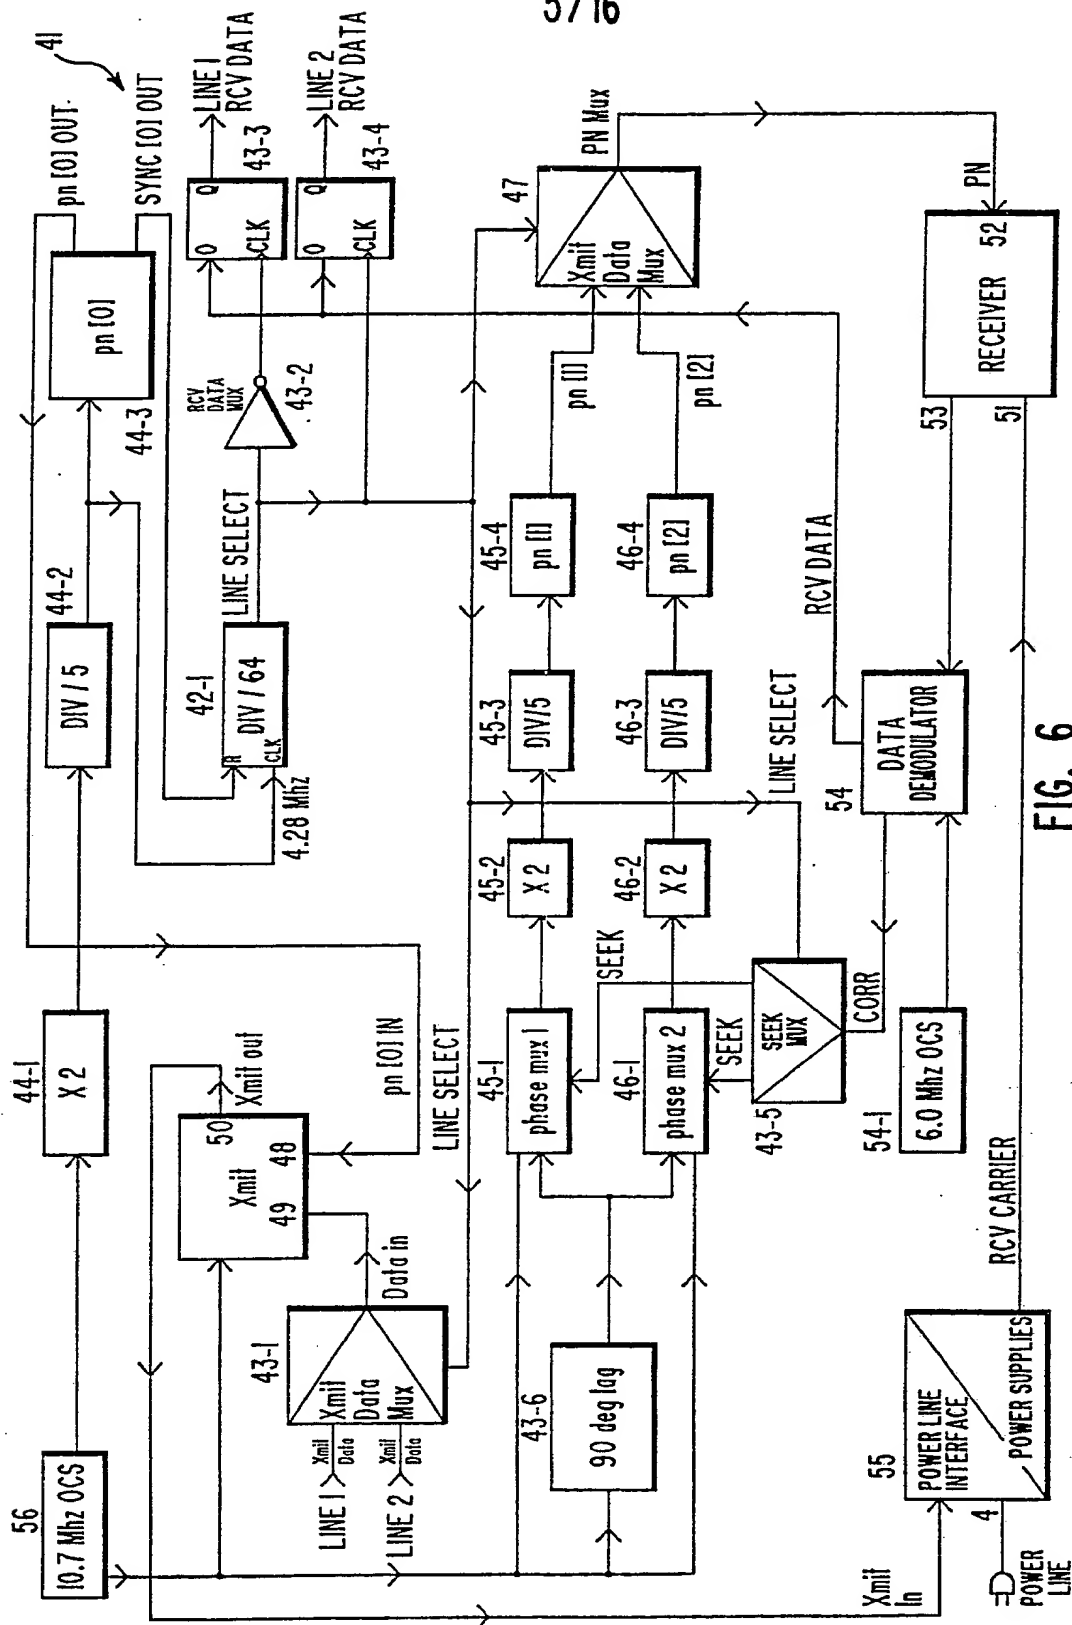 5/16
41
56
10.7 Mhz OCS
44-1
X 2
44-2
DIV / 5
44-3
pn [0]
pn [0] OUT
SYNC [0] OUT
LINE 1
RCV DATA
43-3
O
Q
CLK
LINE 2
RCV DATA
43-4
O
Q
CLK
RCV
DATA
MUX
43-2
LINE SELECT
42-1
DIV / 64
R
CLK
4.28 Mhz
Xmit out
50
Xmit
49
48
pn [0] IN
Data in
LINE SELECT
43-1
Xmit
Data
Mux
LINE 1
Xmit
Data
LINE 2
Xmit
Data
43-6
90 deg lag
45-1
phase mux 1
45-2
X 2
45-3
DIV/5
45-4
pn [1]
pn [1]
46-1
phase mux 2
46-2
X 2
46-3
DIV/5
46-4
pn [2]
pn [2]
47
Xmit
Data
Mux
PN Mux
PN
SEEK
SEEK
43-5
SEEK
MUX
LINE SELECT
CORR
54-1
6.0 Mhz OCS
54
DATA
DEMODULATOR
RCV DATA
53
51
RECEIVER 52
RCV CARRIER
55
POWER LINE
INTERFACE
POWER SUPPLIES
4
POWER
LINE
Xmit
In
FIG. 6